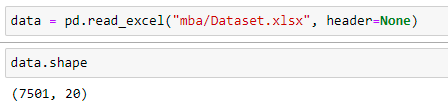 data = pd.read_excel("mba/Dataset.xlsx", header=None)
data.shape
(7501, 20)